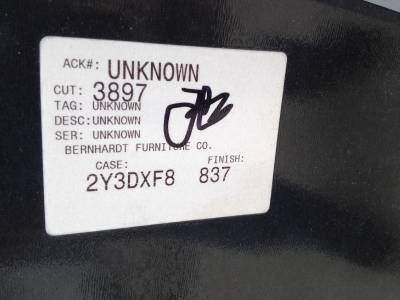 ACK#: UNKNOWN
CUT: 3897
TAG: UNKNOWN
DESC:UNKNOWN
SER: UNKNOWN
BERNHARDT FURNITURE CO.
CASE: FINISH:
2Y3DXF8 837